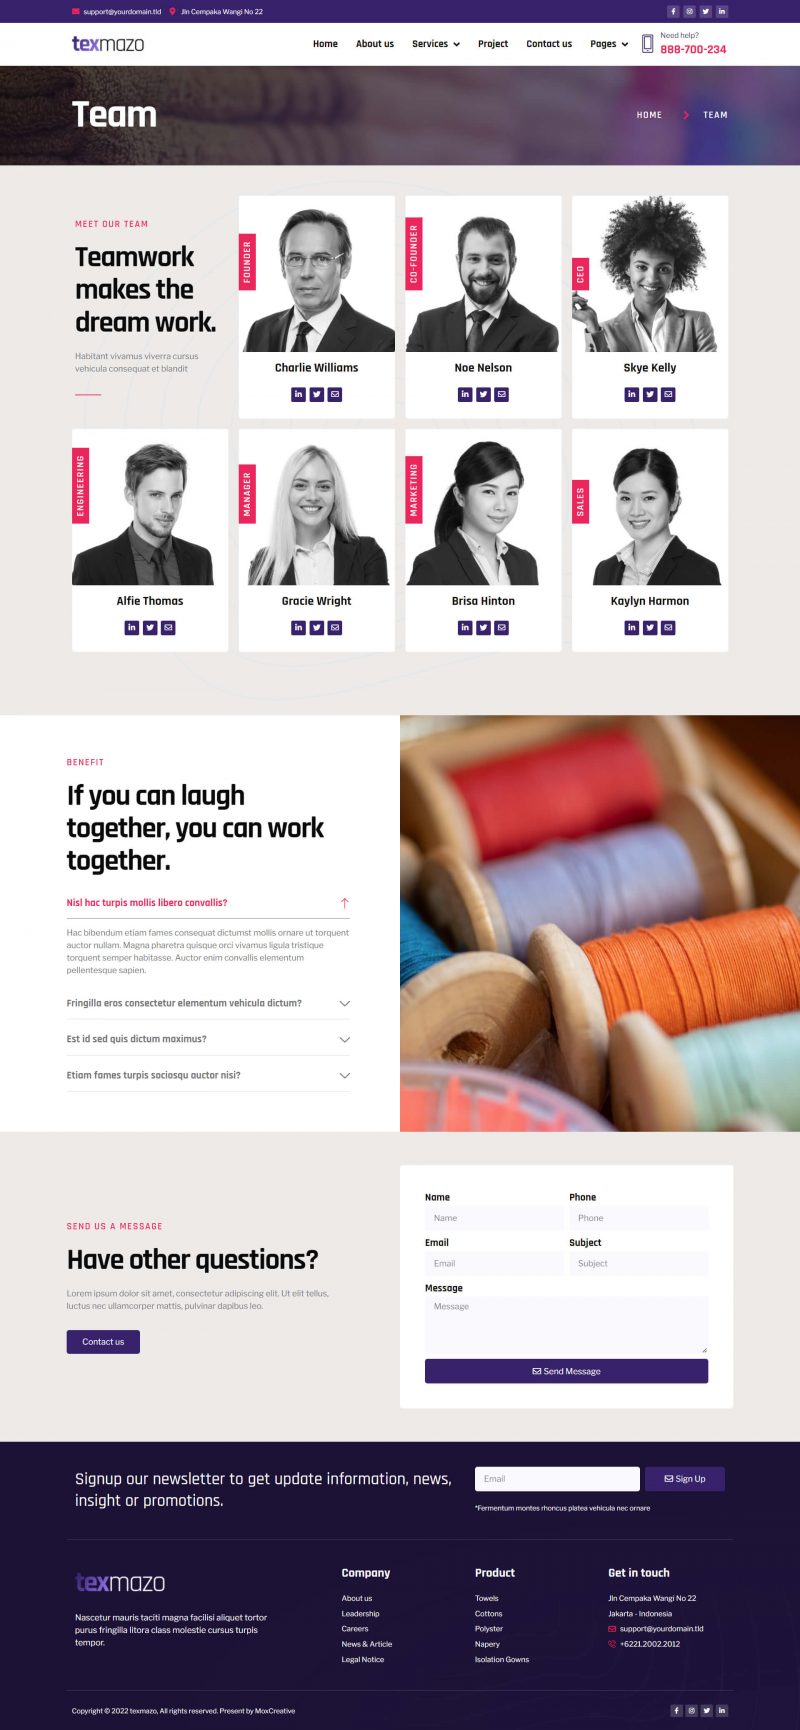 support@yourdomain.tld Jln Cempaka Wangi No 22
texmazo
Home About us Services Project Contact us Pages
Need help?
888-700-234
Team
HOME TEAM
MEET OUR TEAM
Teamwork
makes the
dream work.
Habitant vivamus viverra cursus
vehicula consequat et blandit
FOUNDER
Charlie Williams
CO-FOUNDER
Noe Nelson
CEO
Skye Kelly
ENGINEERING
Alfie Thomas
MANAGER
Gracie Wright
MARKETING
Brisa Hinton
SALES
Kaylyn Harmon
BENEFIT
If you can laugh
together, you can work
together.
Nisl hac turpis mollis libero convallis?
Hac bibendum etiam fames consequat dictumst mollis ornare ut torquent
auctor nullam. Magna pharetra quisque orci vivamus ligula tristique
torquent semper habitasse. Auctor enim convallis elementum
pellentesque sapien.
Fringilla eros consectetur elementum vehicula dictum?
Est id sed quis dictum maximus?
Etiam fames turpis sociosqu auctor nisi?
SEND US A MESSAGE
Have other questions?
Lorem ipsum dolor sit amet, consectetur adipiscing elit. Ut elit tellus,
luctus nec ullamcorper mattis, pulvinar dapibus leo.
Contact us
Name Phone
Name Phone
Email Subject
Email Subject
Message
Message
Send Message
Signup our newsletter to get update information, news,
insight or promotions.
Email Sign Up
*Fermentum montes rhoncus platea vehicula nec ornare
texmazo
Nascetur mauris taciti magna facilisi aliquet tortor
purus fringilla litora class molestie cursus turpis
tempor.
Company
About us
Leadership
Careers
News & Article
Legal Notice
Product
Towels
Cottons
Polyster
Napery
Isolation Gowns
Get in touch
Jln Cempaka Wangi No 22
Jakarta - Indonesia
support@yourdomain.tld
+6221.2002.2012
Copyright © 2022 texmazo, All rights reserved. Present by MoxCreative